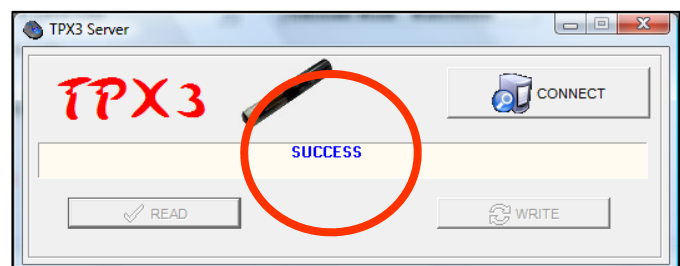 TPX3 Server
TPX3
CONNECT
SUCCESS
READ
WRITE